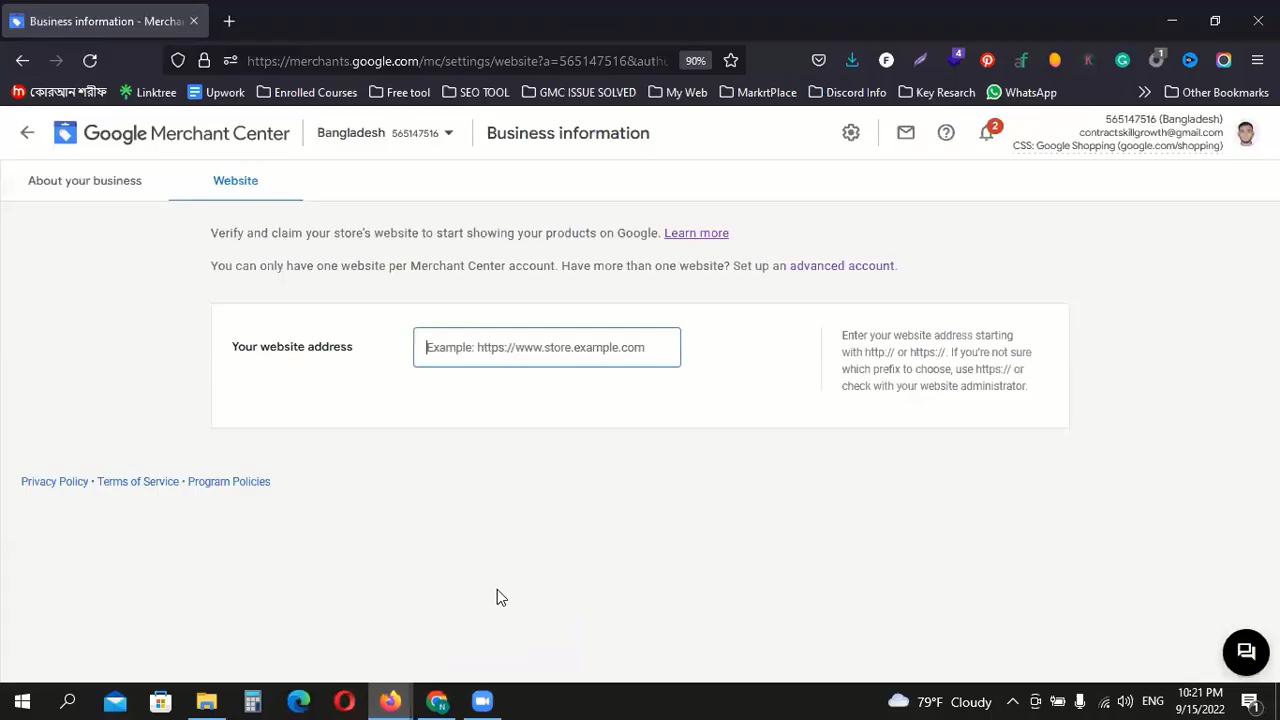 Business information - Mercha
https://merchants.google.com/mc/settings/website?a=565147516&authu
90%
4
1
কোরআন শরীফ
Linktree
Upwork
Enrolled Courses
Free tool
SEO TOOL
GMC ISSUE SOLVED
My Web
MarkrtPlace
Discord Info
Key Resarch
WhatsApp
Other Bookmarks
Google Merchant Center
Bangladesh 565147516
Business information
2
565147516 (Bangladesh)
contractskillgrowth@gmail.com
CSS: Google Shopping (google.com/shopping)
About your business
Website
Verify and claim your store's website to start showing your products on Google. Learn more
You can only have one website per Merchant Center account. Have more than one website? Set up an advanced account.
Your website address
Example: https://www.store.example.com
Enter your website address starting
with http:// or https://. If you're not sure
which prefix to choose, use https:// or
check with your website administrator.
Privacy Policy • Terms of Service • Program Policies
79°F Cloudy
ENG
10:21 PM
9/15/2022
1